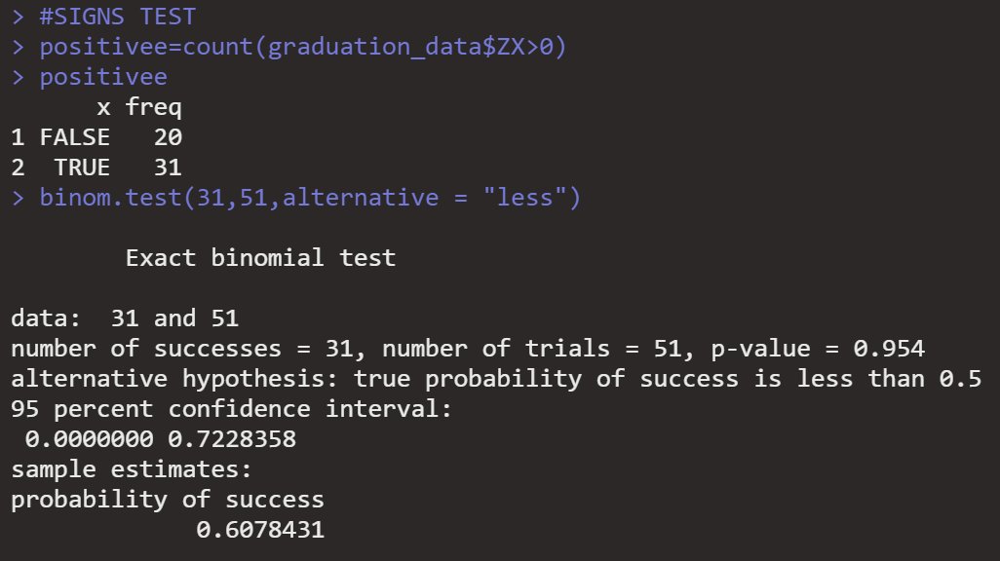 > #SIGNS TEST
> positivee=count(graduation_data$ZX>0)
> positivee
      x freq
1 FALSE   20
2  TRUE   31
> binom.test(31,51,alternative = "less")
        Exact binomial test
data:  31 and 51
number of successes = 31, number of trials = 51, p-value = 0.954
alternative hypothesis: true probability of success is less than 0.5
95 percent confidence interval:
 0.0000000 0.7228358
sample estimates:
probability of success
             0.6078431